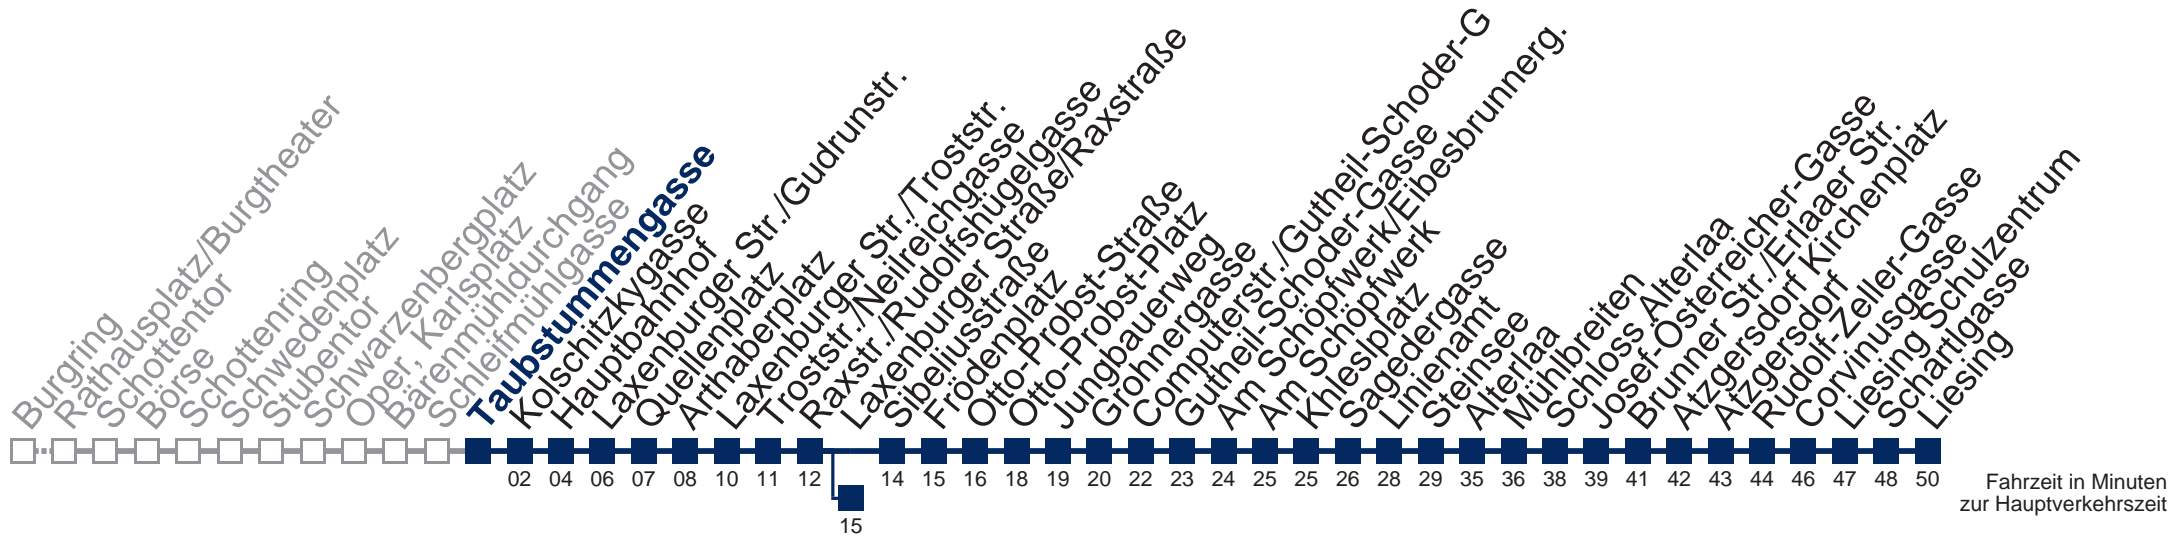 Burgring
Rathausplatz/Burgtheater
Schottentor
Börse
Schottenring
Schwedenplatz
Stubentor
Schwarzenbergplatz
Oper, Karlsplatz
Bärenmühldurchgang
Schleifmühlgasse
Taubstummengasse
Kolschitzkygasse
Hauptbahnhof
Laxenburger Str./Gudrunstr.
Quellenplatz
Arthaberplatz
Laxenburger Str./Troststr.
Troststr./Neilreichgasse
Raxstr./Rudolfshügelgasse
Laxenburger Straße/Raxstraße
Sibeliusstraße
Frödenplatz
Otto-Probst-Straße
Otto-Probst-Platz
Jungbauerweg
Grohnergasse
Computerstr./Gutheil-Schoder-G
Gutheil-Schoder-Gasse
Am Schöpfwerk/Eibesbrunnerg.
Am Schöpfwerk
Khleslplatz
Sagedergasse
Linienamt
Steinsee
Alterlaa
Mühlbreiten
Schloss Alterlaa
Josef-Österreicher-Gasse
Brunner Str./Erlaaer Str.
Atzgersdorf Kirchenplatz
Atzgersdorf
Rudolf-Zeller-Gasse
Corvinusgasse
Liesing Schulzentrum
Schartlgasse
Liesing
02 04 06 07 08 10 11 12 14 15 16 18 19 20 22 23 24 25 25 26 28 29 35 36 38 39 41 42 43 44 46 47 48 50
15
Fahrzeit in Minuten
zur Hauptverkehrszeit